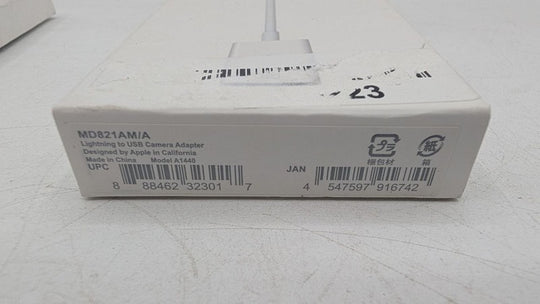 23
MD821AM/A
Lightning to USB Camera Adapter
Designed by Apple in California
Made in China Model A1440
UPC
8 88462 32301 7
JAN
4 547597 916742
プラ
梱包材
紙
箱